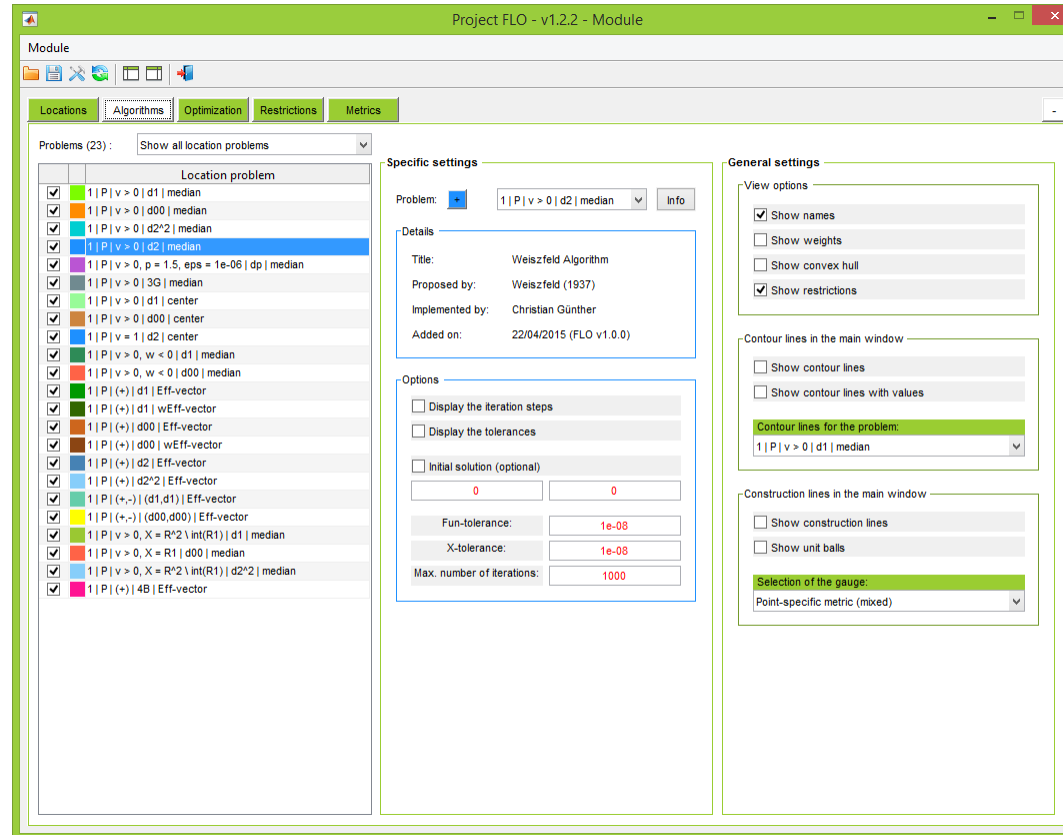 Project FLO - v1.2.2 - Module
Module
Locations Algorithms Optimization Restrictions Metrics
Problems (23) : Show all location problems
Location problem
1 | P | v > 0 | d1 | median
1 | P | v > 0 | d00 | median
1 | P | v > 0 | d2^2 | median
1 | P | v > 0 | d2 | median
1 | P | v > 0, p = 1.5, eps = 1e-06 | dp | median
1 | P | v > 0 | 3G | median
1 | P | v > 0 | d1 | center
1 | P | v > 0 | d00 | center
1 | P | v = 1 | d2 | center
1 | P | v > 0, w < 0 | d1 | median
1 | P | v > 0, w < 0 | d00 | median
1 | P | (+) | d1 | Eff-vector
1 | P | (+) | d1 | wEff-vector
1 | P | (+) | d00 | Eff-vector
1 | P | (+) | d00 | wEff-vector
1 | P | (+) | d2 | Eff-vector
1 | P | (+) | d2^2 | Eff-vector
1 | P | (+,-) | (d1,d1) | Eff-vector
1 | P | (+,-) | (d00,d00) | Eff-vector
1 | P | v > 0, X = R^2 \ int(R1) | d1 | median
1 | P | v > 0, X = R1 | d00 | median
1 | P | v > 0, X = R^2 \ int(R1) | d2^2 | median
1 | P | (+) | 4B | Eff-vector
Specific settings
Problem: + 1 | P | v > 0 | d2 | median Info
Details
Title: Weiszfeld Algorithm
Proposed by: Weiszfeld (1937)
Implemented by: Christian Günther
Added on: 22/04/2015 (FLO v1.0.0)
Options
Display the iteration steps
Display the tolerances
Initial solution (optional)
0 0
Fun-tolerance: 1e-08
X-tolerance: 1e-08
Max. number of iterations: 1000
General settings
View options
Show names
Show weights
Show convex hull
Show restrictions
Contour lines in the main window
Show contour lines
Show contour lines with values
Contour lines for the problem:
1 | P | v > 0 | d1 | median
Construction lines in the main window
Show construction lines
Show unit balls
Selection of the gauge:
Point-specific metric (mixed)